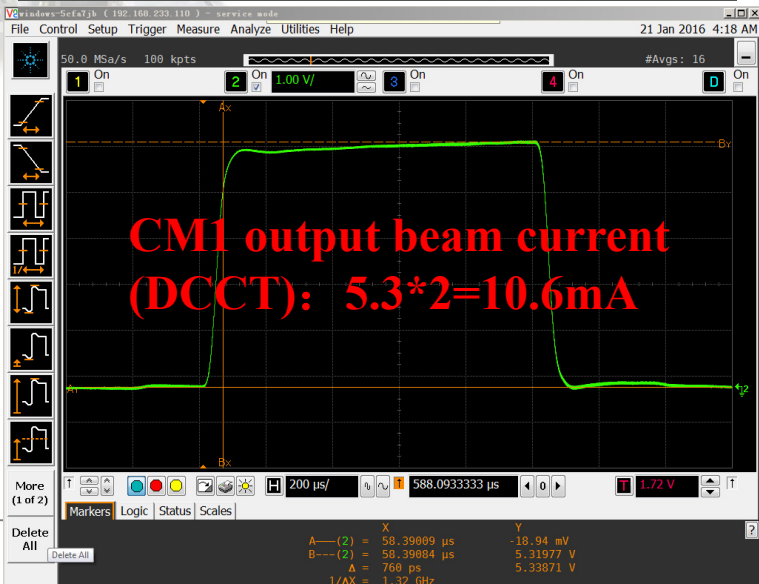 windows-5cfa7jh ( 192.168.233.110 ) - service mode
File Control Setup Trigger Measure Analyze Utilities Help 21 Jan 2016 4:18 AM
50.0 MSa/s 100 kpts #Avgs: 16
1 On 2 On 1.00 V/ 3 On 4 On D On
Ax
BY
CM1 output beam current
(DCCT)： 5.3*2=10.6mA
AY
2
Bx
More
(1 of 2)
Delete
All
Delete All
H 200 µs/ 588.0933333 µs 0 T 1.72 V
Markers Logic Status Scales
?
X Y
A——(2) = 58.39009 µs -18.94 mV
B---(2) = 58.39084 µs 5.31977 V
Δ = 760 ps 5.33871 V
1/ΔX = 1.32 GHz